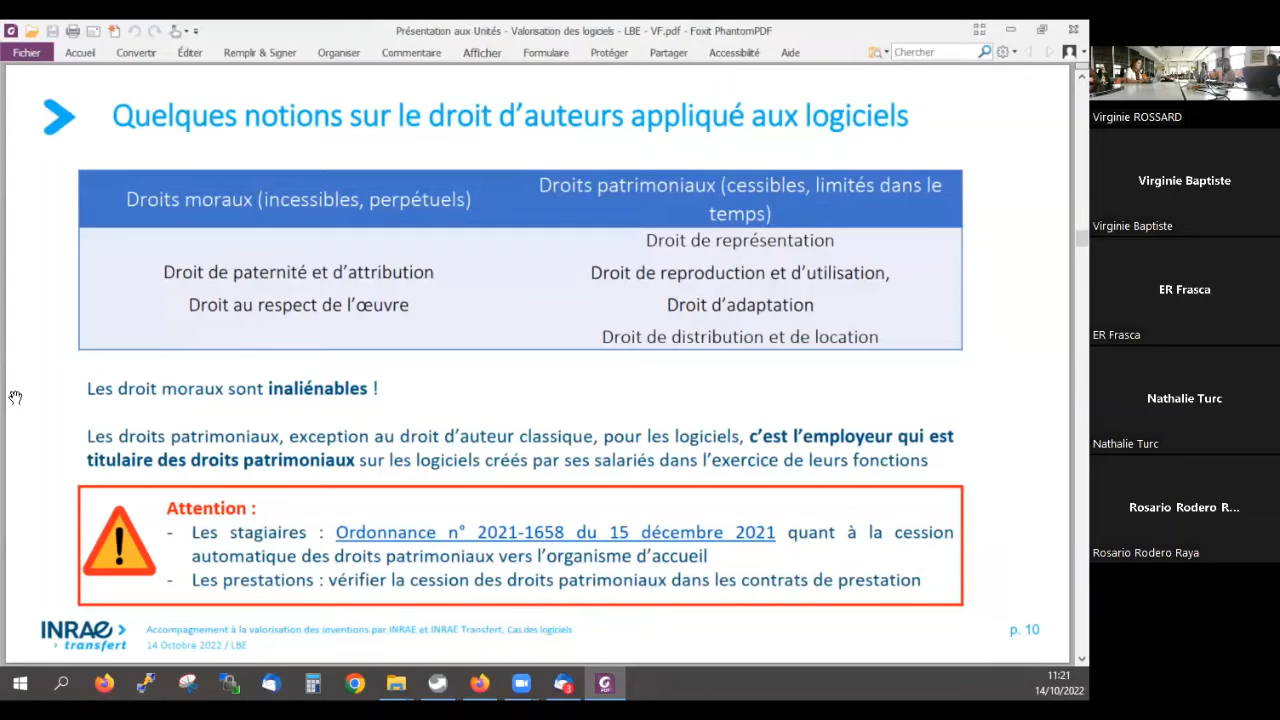 Présentation aux Unités - Valorisation des logiciels - LBE - VF.pdf - Foxit PhantomPDF
Fichier Accueil Convertir Éditer Remplir & Signer Organiser Commentaire Afficher Formulaire Protéger Partager Accessibilité Aide Chercher
Quelques notions sur le droit d’auteurs appliqué aux logiciels
Droits moraux (incessibles, perpétuels)
Droits patrimoniaux (cessibles, limités dans le
temps)
Droit de paternité et d’attribution
Droit au respect de l’œuvre
Droit de représentation
Droit de reproduction et d’utilisation,
Droit d’adaptation
Droit de distribution et de location
Les droit moraux sont inaliénables !
Les droits patrimoniaux, exception au droit d’auteur classique, pour les logiciels, c’est l’employeur qui est
titulaire des droits patrimoniaux sur les logiciels créés par ses salariés dans l’exercice de leurs fonctions
Attention :
- Les stagiaires : Ordonnance n° 2021-1658 du 15 décembre 2021 quant à la cession
automatique des droits patrimoniaux vers l’organisme d’accueil
- Les prestations : vérifier la cession des droits patrimoniaux dans les contrats de prestation
INRAE
transfert
Accompagnement à la valorisation des inventions par INRAE et INRAE Transfert, Cas des logiciels
14 Octobre 2022 / LBE
p. 10
11:21
14/10/2022
Virginie ROSSARD
Virginie Baptiste
Virginie Baptiste
ER Frasca
ER Frasca
Nathalie Turc
Nathalie Turc
Rosario Rodero R...
Rosario Rodero Raya